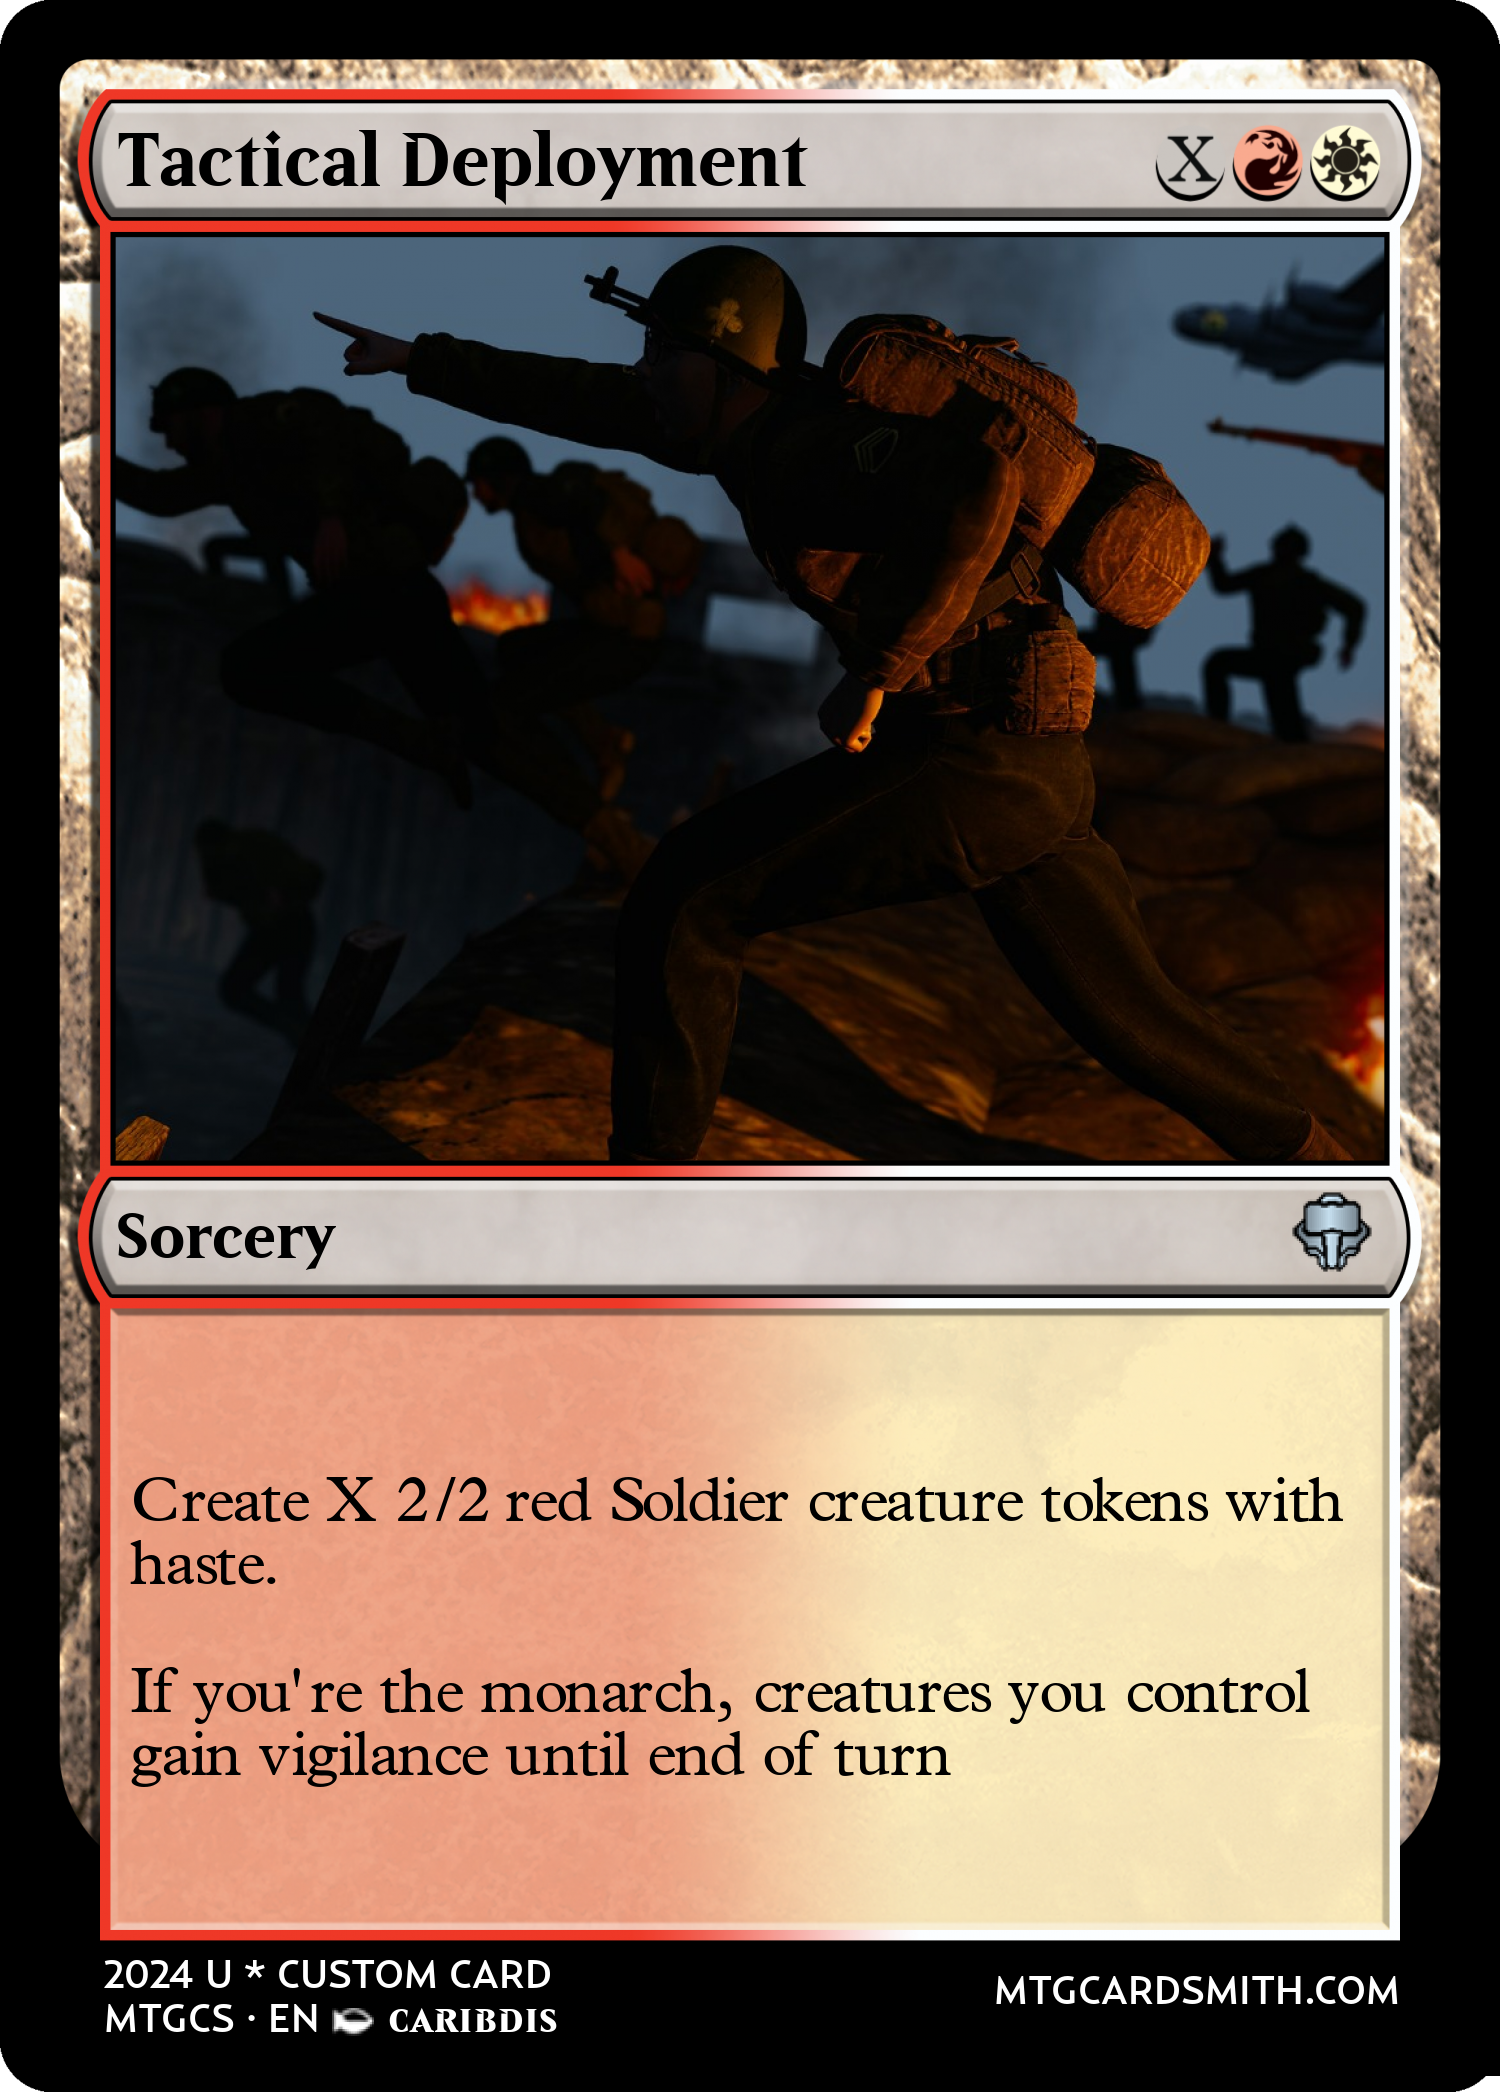 Tactical Deployment X
Sorcery
Create X 2/2 red Soldier creature tokens with
haste.
If you're the monarch, creatures you control
gain vigilance until end of turn
2024 U * CUSTOM CARD
MTGCS · EN CARIBDIS
MTGCARDSMITH.COM